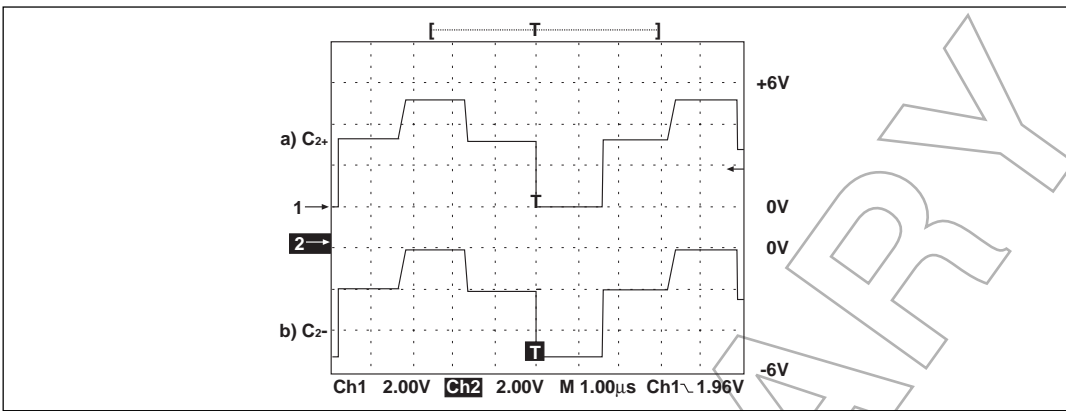 [ T ]
+6V
a) C2+
T
1
0V
2
0V
b) C2-
T
-6V
Ch1 2.00V Ch2 2.00V M 1.00μs Ch1 1.96V
ARY